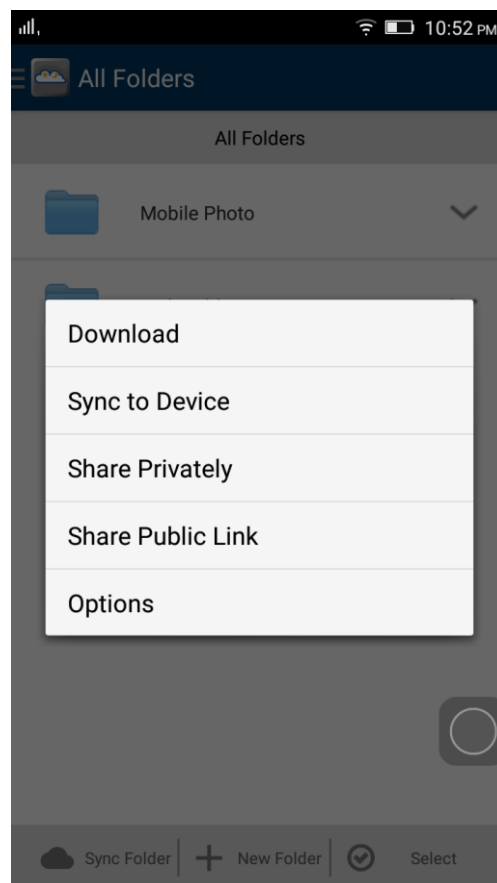 10:52 PM
All Folders
All Folders
Mobile Photo
Download
Sync to Device
Share Privately
Share Public Link
Options
Sync Folder
New Folder
Select